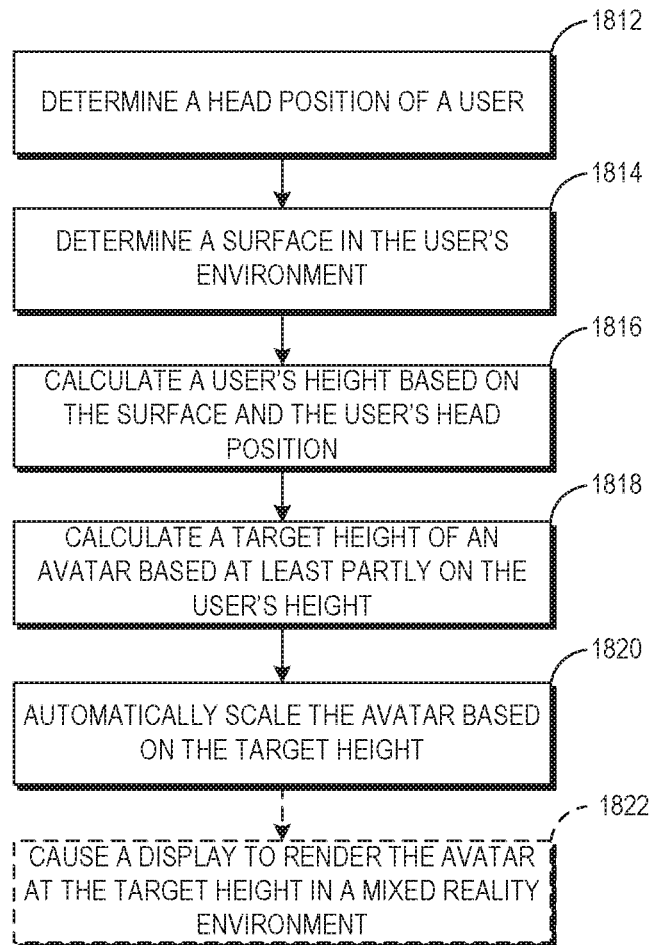 1812
DETERMINE A HEAD POSITION OF A USER
1814
DETERMINE A SURFACE IN THE USER'S
ENVIRONMENT
1816
CALCULATE A USER'S HEIGHT BASED ON
THE SURFACE AND THE USER'S HEAD
POSITION
1818
CALCULATE A TARGET HEIGHT OF AN
AVATAR BASED AT LEAST PARTLY ON THE
USER'S HEIGHT
1820
AUTOMATICALLY SCALE THE AVATAR BASED
ON THE TARGET HEIGHT
1822
CAUSE A DISPLAY TO RENDER THE AVATAR
AT THE TARGET HEIGHT IN A MIXED REALITY
ENVIRONMENT